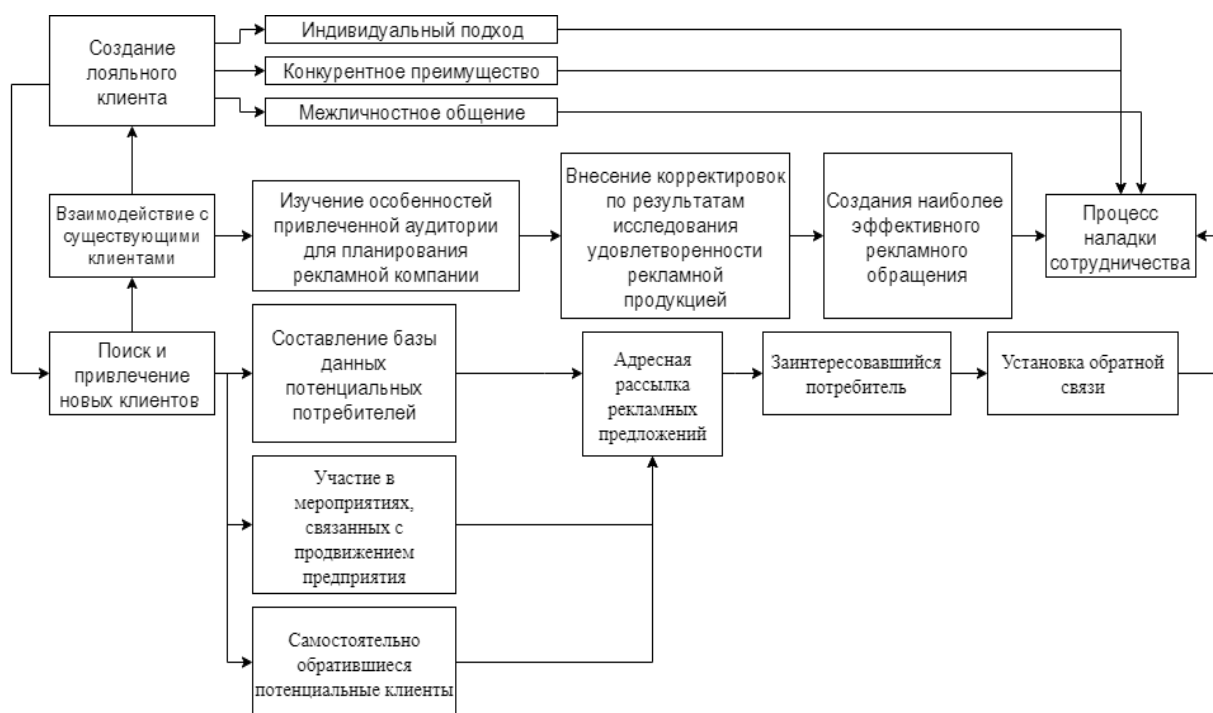 Создание
лояльного
клиента
Индивидуальный подход
Конкурентное преимущество
Межличностное общение
Взаимодействие с
существующими
клиентами
Изучение особенностей
привлеченной аудитории
для планирования
рекламной компании
Внесение корректировок
по результатам
исследования
удовлетворенности
рекламной
продукцией
Создания наиболее
эффективного
рекламного
обращения
Процесс
наладки
сотрудничества
Поиск и
привлечение
новых клиентов
Составление базы
данных
потенциальных
потребителей
Адресная
рассылка
рекламных
предложений
Заинтересовавшийся
потребитель
Установка обратной
связи
Участие в
мероприятиях,
связанных с
продвижением
предприятия
Самостоятельно
обратившиеся
потенциальные клиенты